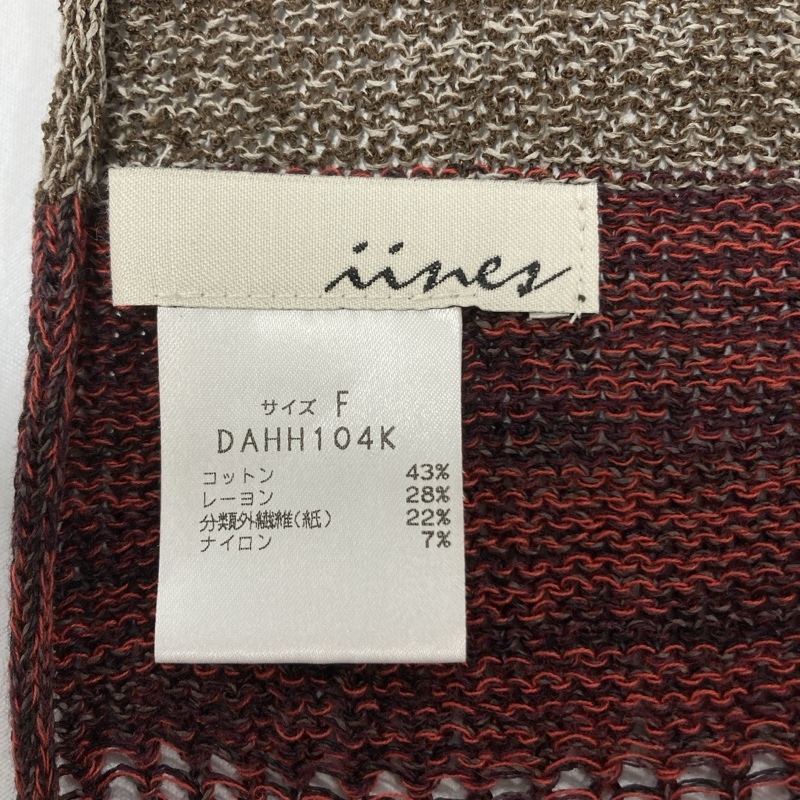 iines
サイズ F
DAHH104K
コットン 43%
レーヨン 28%
分類外繊維(紙) 22%
ナイロン 7%